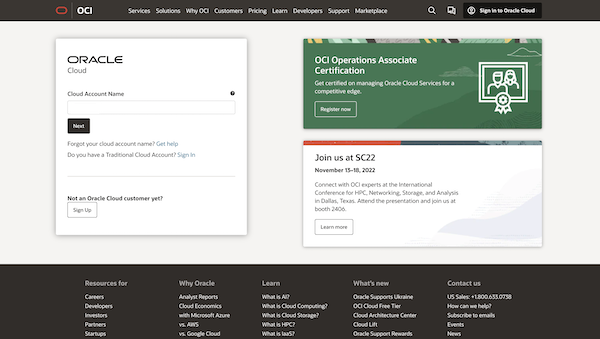 OCI
Services Solutions Why OCI Customers Pricing Learn Developers Support Marketplace
Sign in to Oracle Cloud
ORACLE
Cloud
Cloud Account Name
Next
Forgot your cloud account name? Get help
Do you have a Traditional Cloud Account? Sign In
Not an Oracle Cloud customer yet?
Sign Up
OCI Operations Associate
Certification
Get certified on managing Oracle Cloud Services for a
competitive edge.
Register now
Join us at SC22
November 13–18, 2022
Connect with OCI experts at the International
Conference for HPC, Networking, Storage, and Analysis
in Dallas, Texas. Attend the presentation and join us at
booth 2406.
Learn more
Resources for
Careers
Developers
Investors
Partners
Startups
Why Oracle
Analyst Reports
Cloud Economics
with Microsoft Azure
vs. AWS
vs. Google Cloud
Learn
What is AI?
What is Cloud Computing?
What is Cloud Storage?
What is HPC?
What is IaaS?
What's new
Oracle Supports Ukraine
OCI Cloud Free Tier
Cloud Architecture Center
Cloud Lift
Oracle Support Rewards
Contact us
US Sales: +1.800.633.0738
How can we help?
Subscribe to emails
Events
News